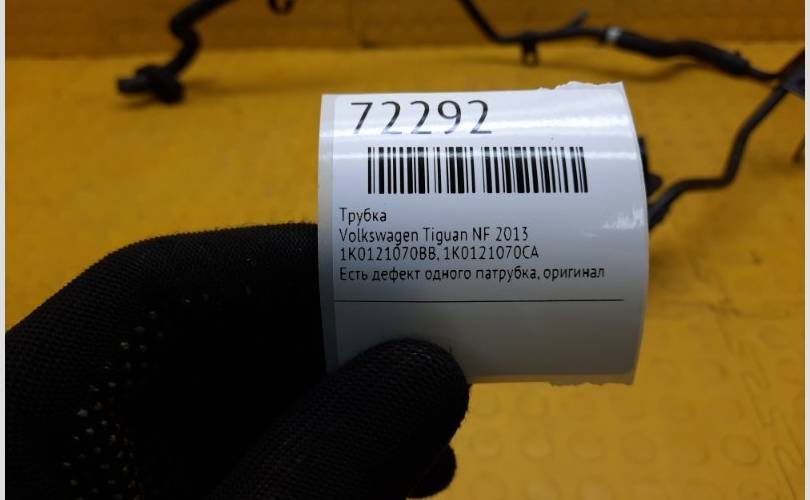 72292
Трубка
Volkswagen Tiguan NF 2013
1K0121070BB, 1K0121070CA
Есть дефект одного патрубка, оригинал